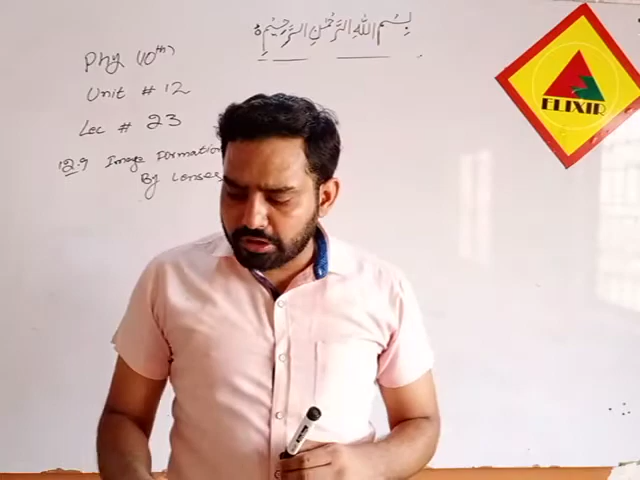 بِسْمِ اللّٰهِ الرَّحْمٰنِ الرَّحِیْمِ
Phy (10th)
Unit # 12
Lec # 23
12.9 Image Formation
By Lenses
ELIXIR